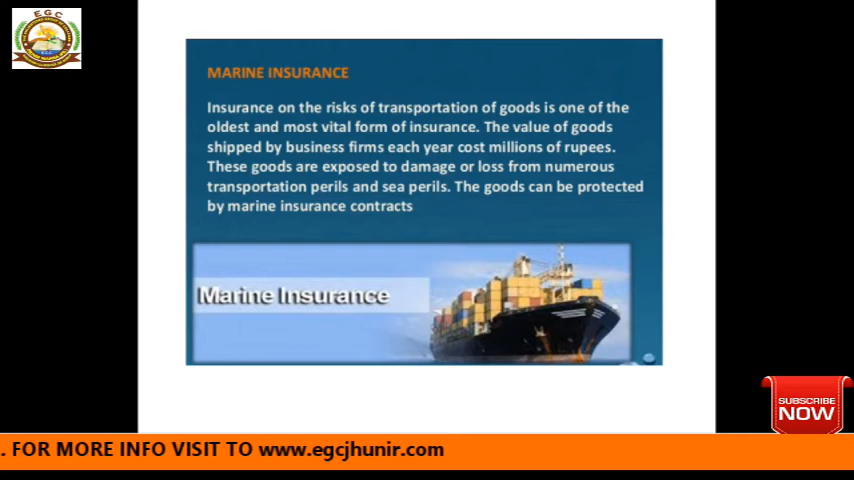 EGC
MARINE INSURANCE
Insurance on the risks of transportation of goods is one of the
oldest and most vital form of insurance. The value of goods
shipped by business firms each year cost millions of rupees.
These goods are exposed to damage or loss from numerous
transportation perils and sea perils. The goods can be protected
by marine insurance contracts
Marine Insurance
SUBSCRIBE
NOW
. FOR MORE INFO VISIT TO www.egcjhunir.com